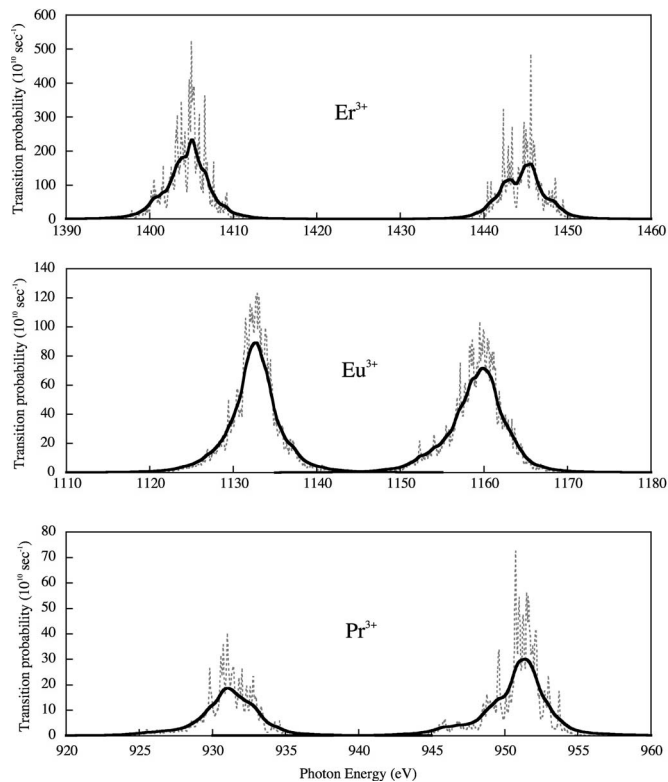 Transition probability (10¹⁰ sec⁻¹)
600
500
400
300
200
100
0
Er³⁺
1390 1400 1410 1420 1430 1440 1450 1460
Transition probability (10¹⁰ sec⁻¹)
140
120
100
80
60
40
20
0
Eu³⁺
1110 1120 1130 1140 1150 1160 1170 1180
Transition probability (10¹⁰ sec⁻¹)
80
70
60
50
40
30
20
10
0
Pr³⁺
920 925 930 935 940 945 950 955 960
Photon Energy (eV)